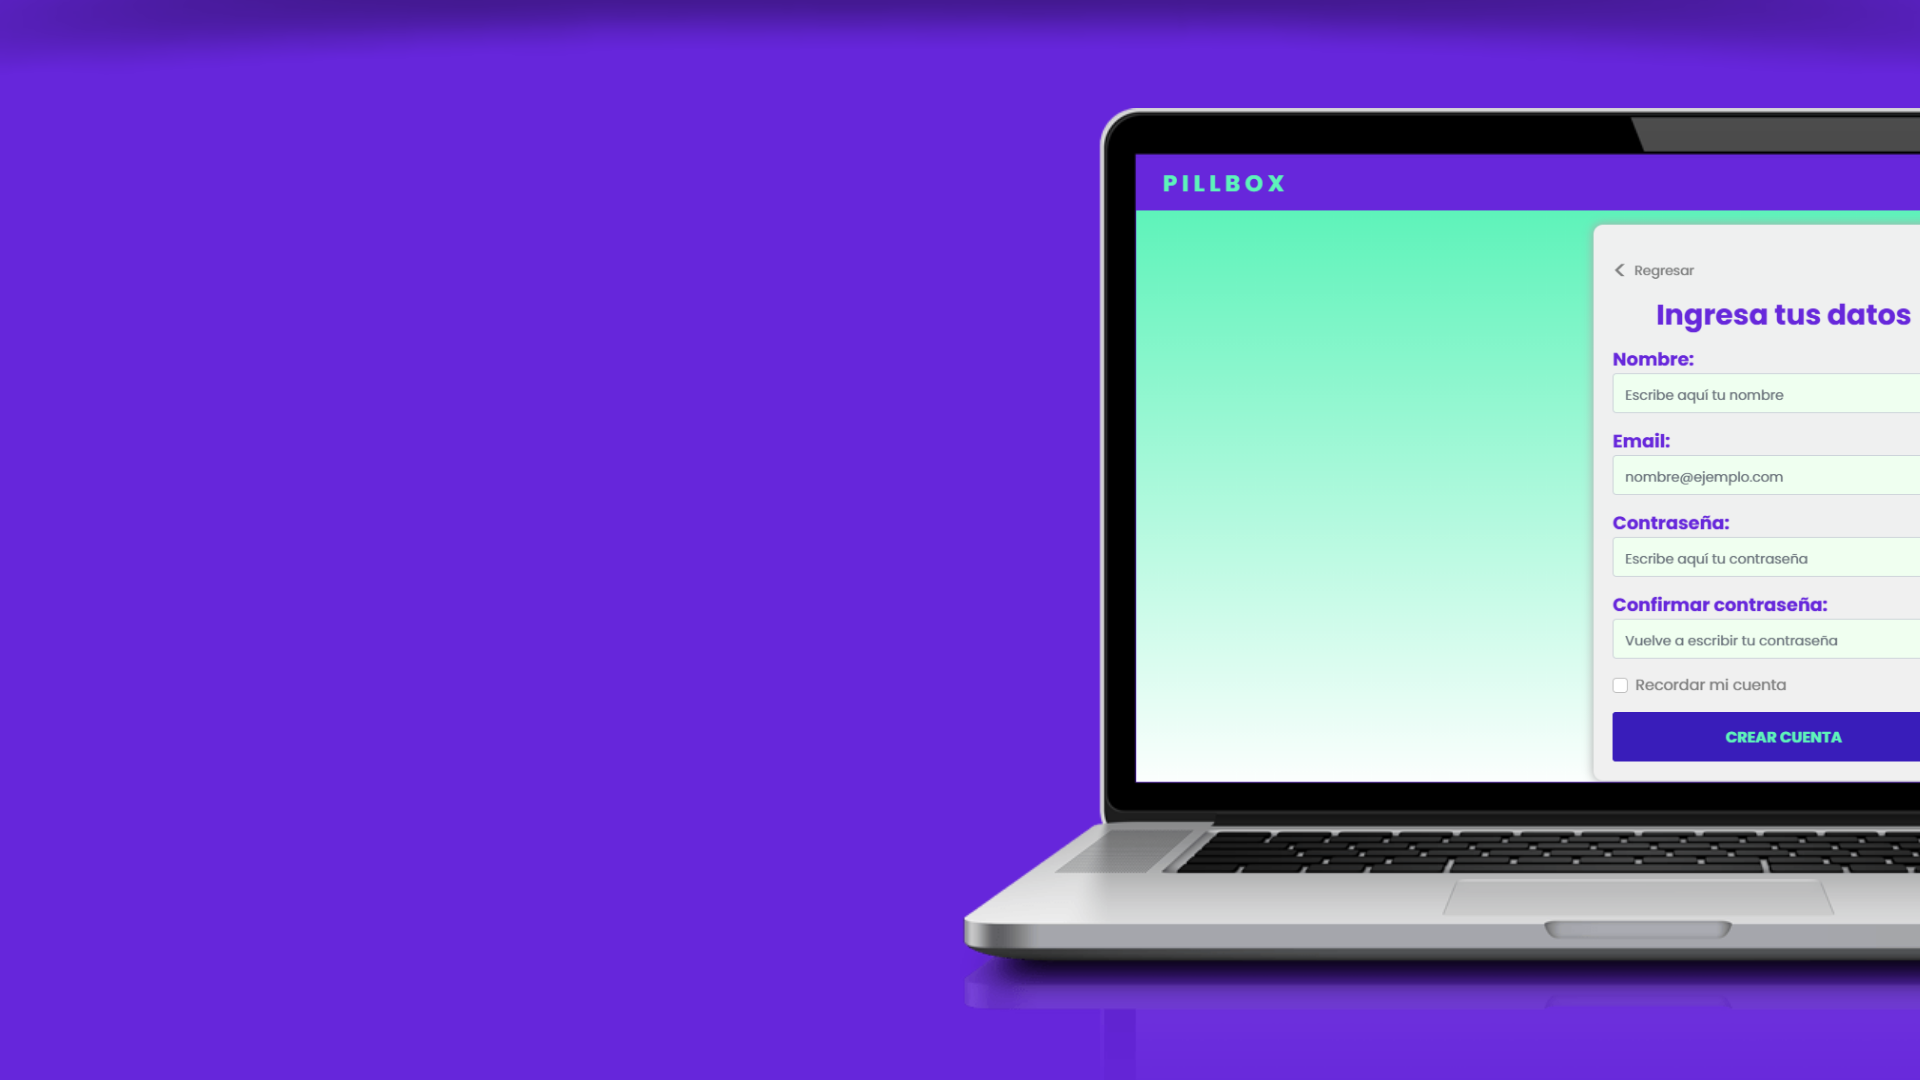 PILLBOX
Regresar
Ingresa tus datos
Nombre:
Escribe aquí tu nombre
Email:
nombre@ejemplo.com
Contraseña:
Escribe aquí tu contraseña
Confirmar contraseña:
Vuelve a escribir tu contraseña
Recordar mi cuenta
CREAR CUENTA